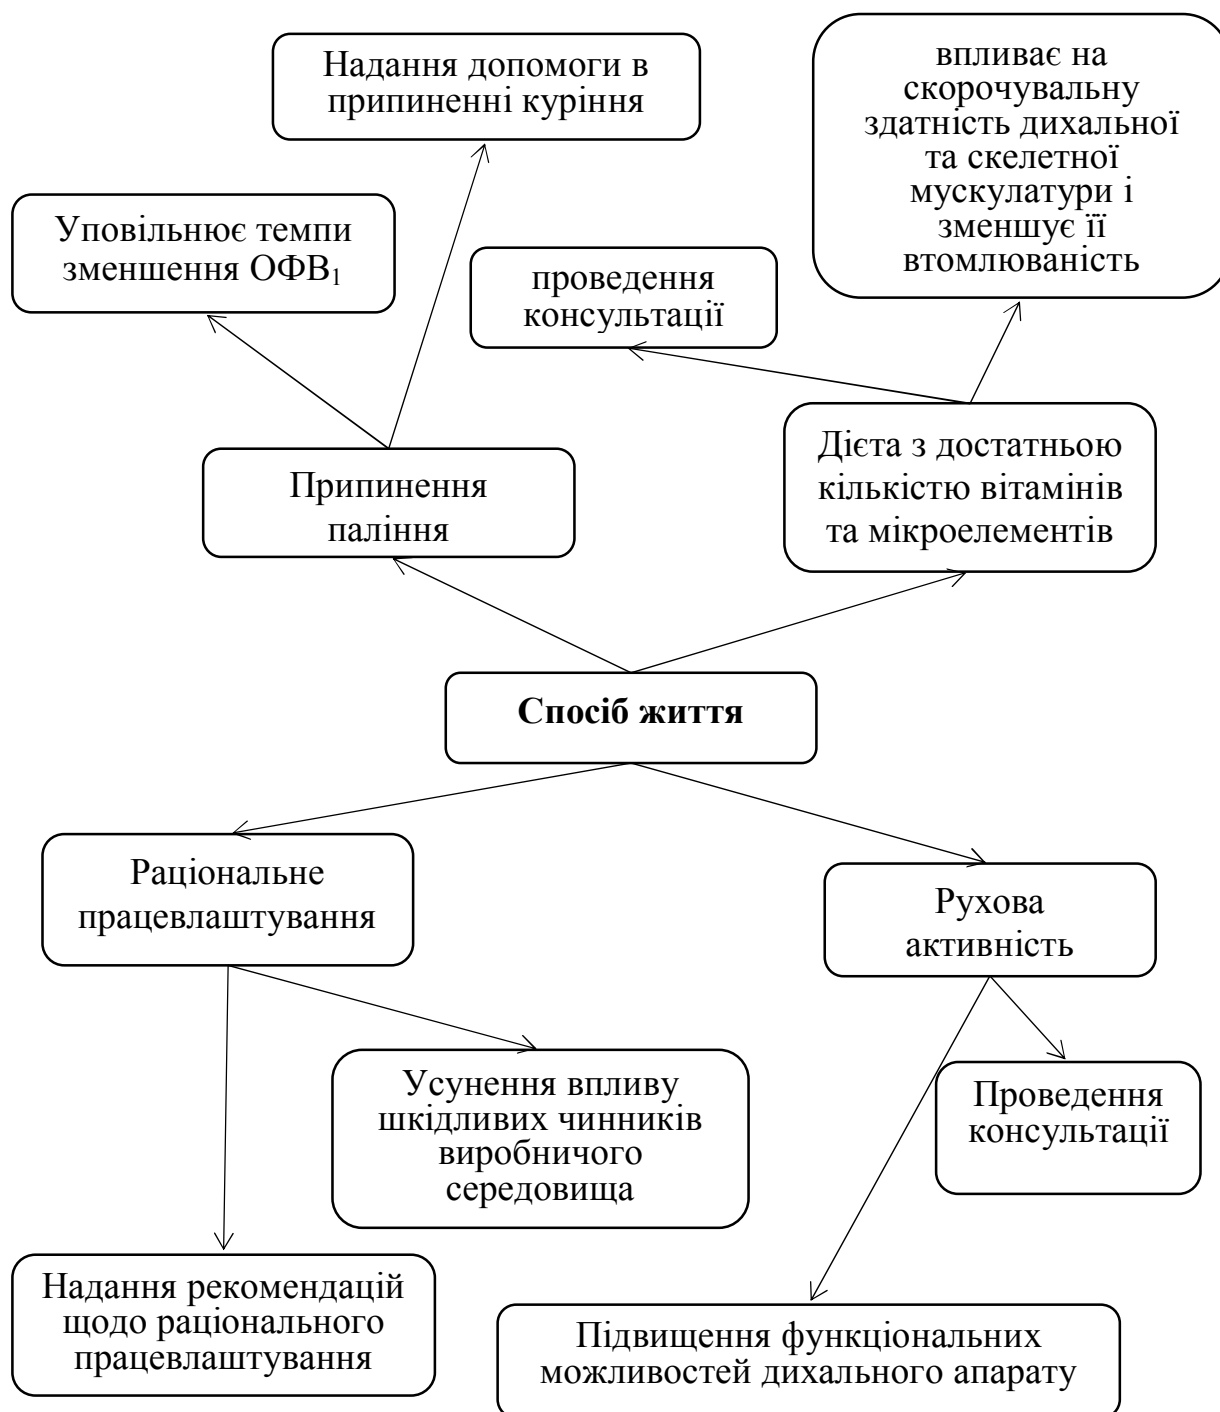 Надання допомоги в
припиненні куріння
впливає на
скорочувальну
здатність дихальної
та скелетної
мускулатури і
зменшує її
втомлюваність
Уповільнює темпи
зменшення ОФВ₁
проведення
консультації
Припинення
паління
Дієта з достатньою
кількістю вітамінів
та мікроелементів
Спосіб життя
Раціональне
працевлаштування
Рухова
активність
Усунення впливу
шкідливих чинників
виробничого
середовища
Проведення
консультації
Надання рекомендацій
щодо раціонального
працевлаштування
Підвищення функціональних
можливостей дихального апарату